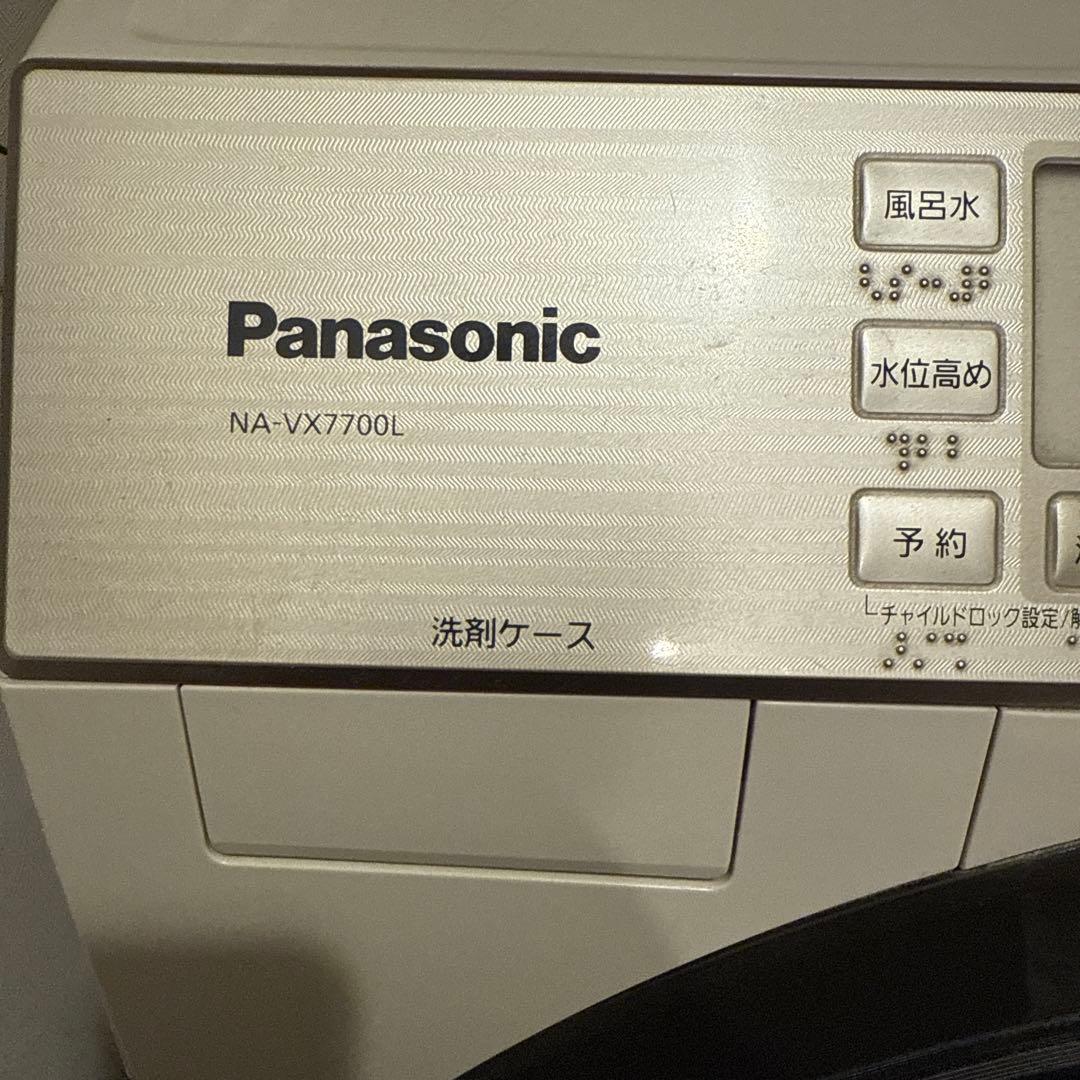 Panasonic
NA-VX7700L
洗剤ケース
風呂水
水位高め
予約
チャイルドロック設定/解